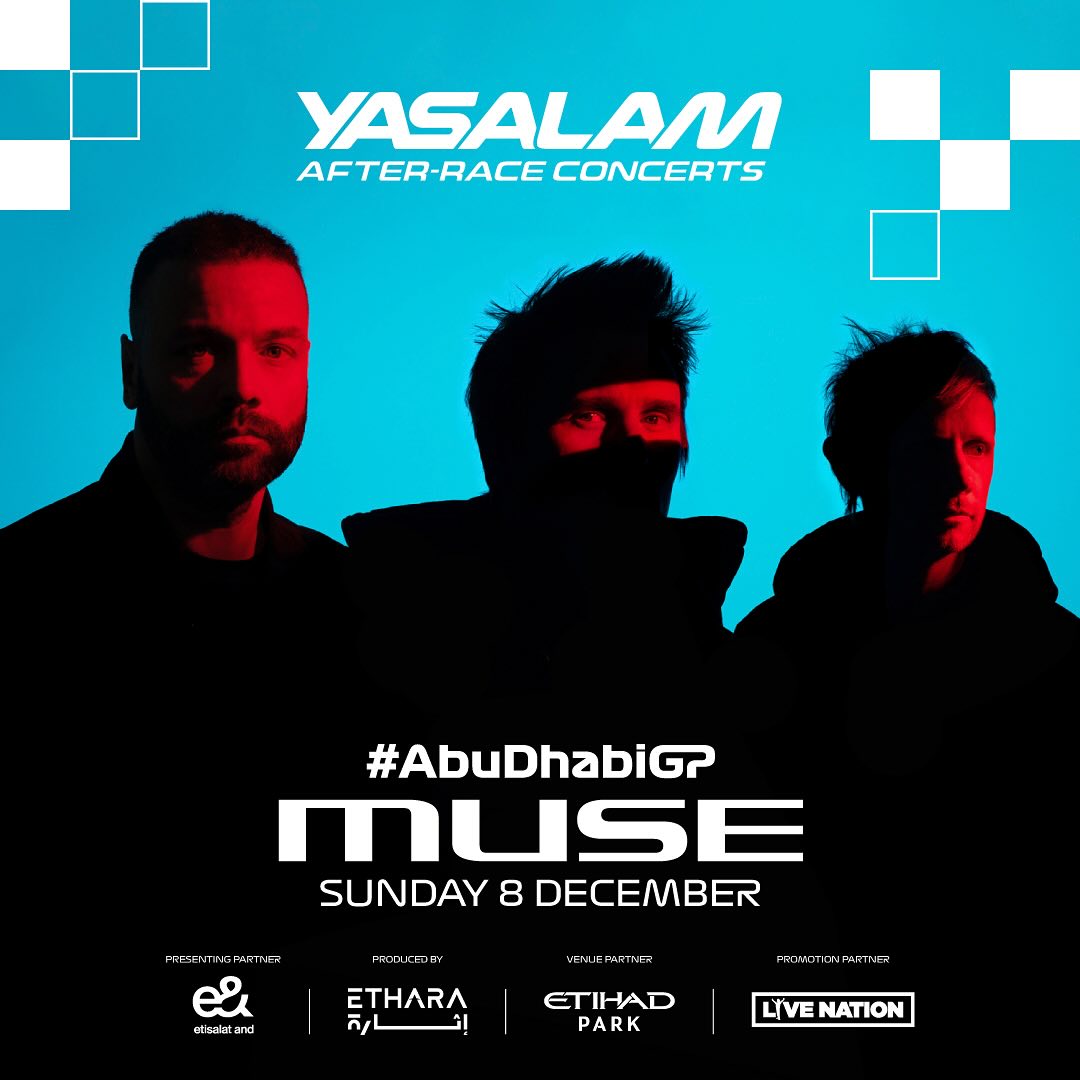 YASALAM
AFTER-RACE CONCERTS
#AbuDhabiGP
MUSE
SUNDAY 8 DECEMBER
PRESENTING PARTNER
e&
etisalat and
PRODUCED BY
ETHARA
إثارة
VENUE PARTNER
ETIHAD
PARK
PROMOTION PARTNER
LIVE NATION